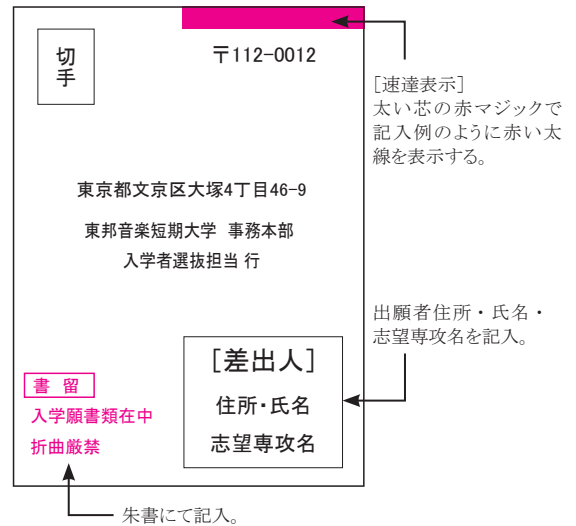 切
手
〒112-0012
[速達表示]
太い芯の赤マジックで
記入例のように赤い太
線を表示する。
東京都文京区大塚4丁目46-9
東邦音楽短期大学 事務本部
入学者選抜担当 行
出願者住所・氏名・
志望専攻名を記入。
[差出人]
住所・氏名
志望専攻名
書 留
入学願書類在中
折曲厳禁
朱書にて記入。